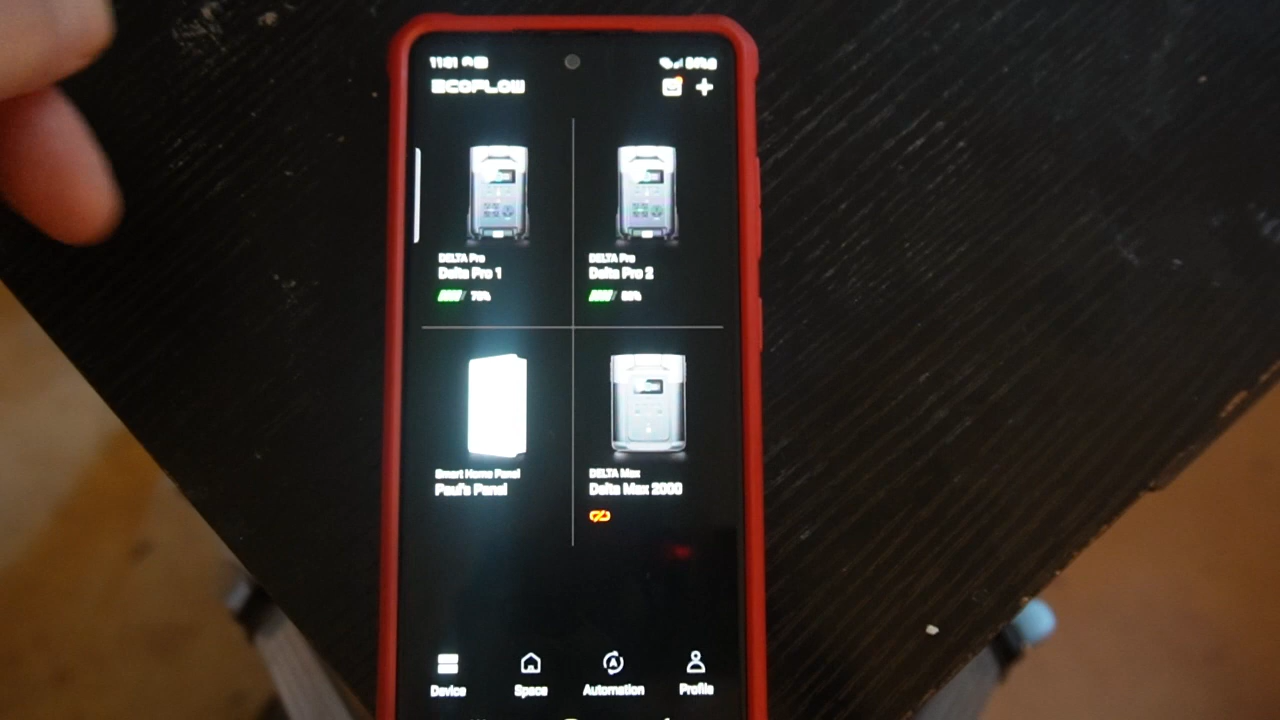 ECOFLOW
DELTA Pro
Delta Pro 1
DELTA Pro
Delta Pro 2
Smart Home Panel
Paul's Panel
DELTA Max
Delta Max 2000
Device
Space
Automation
Profile